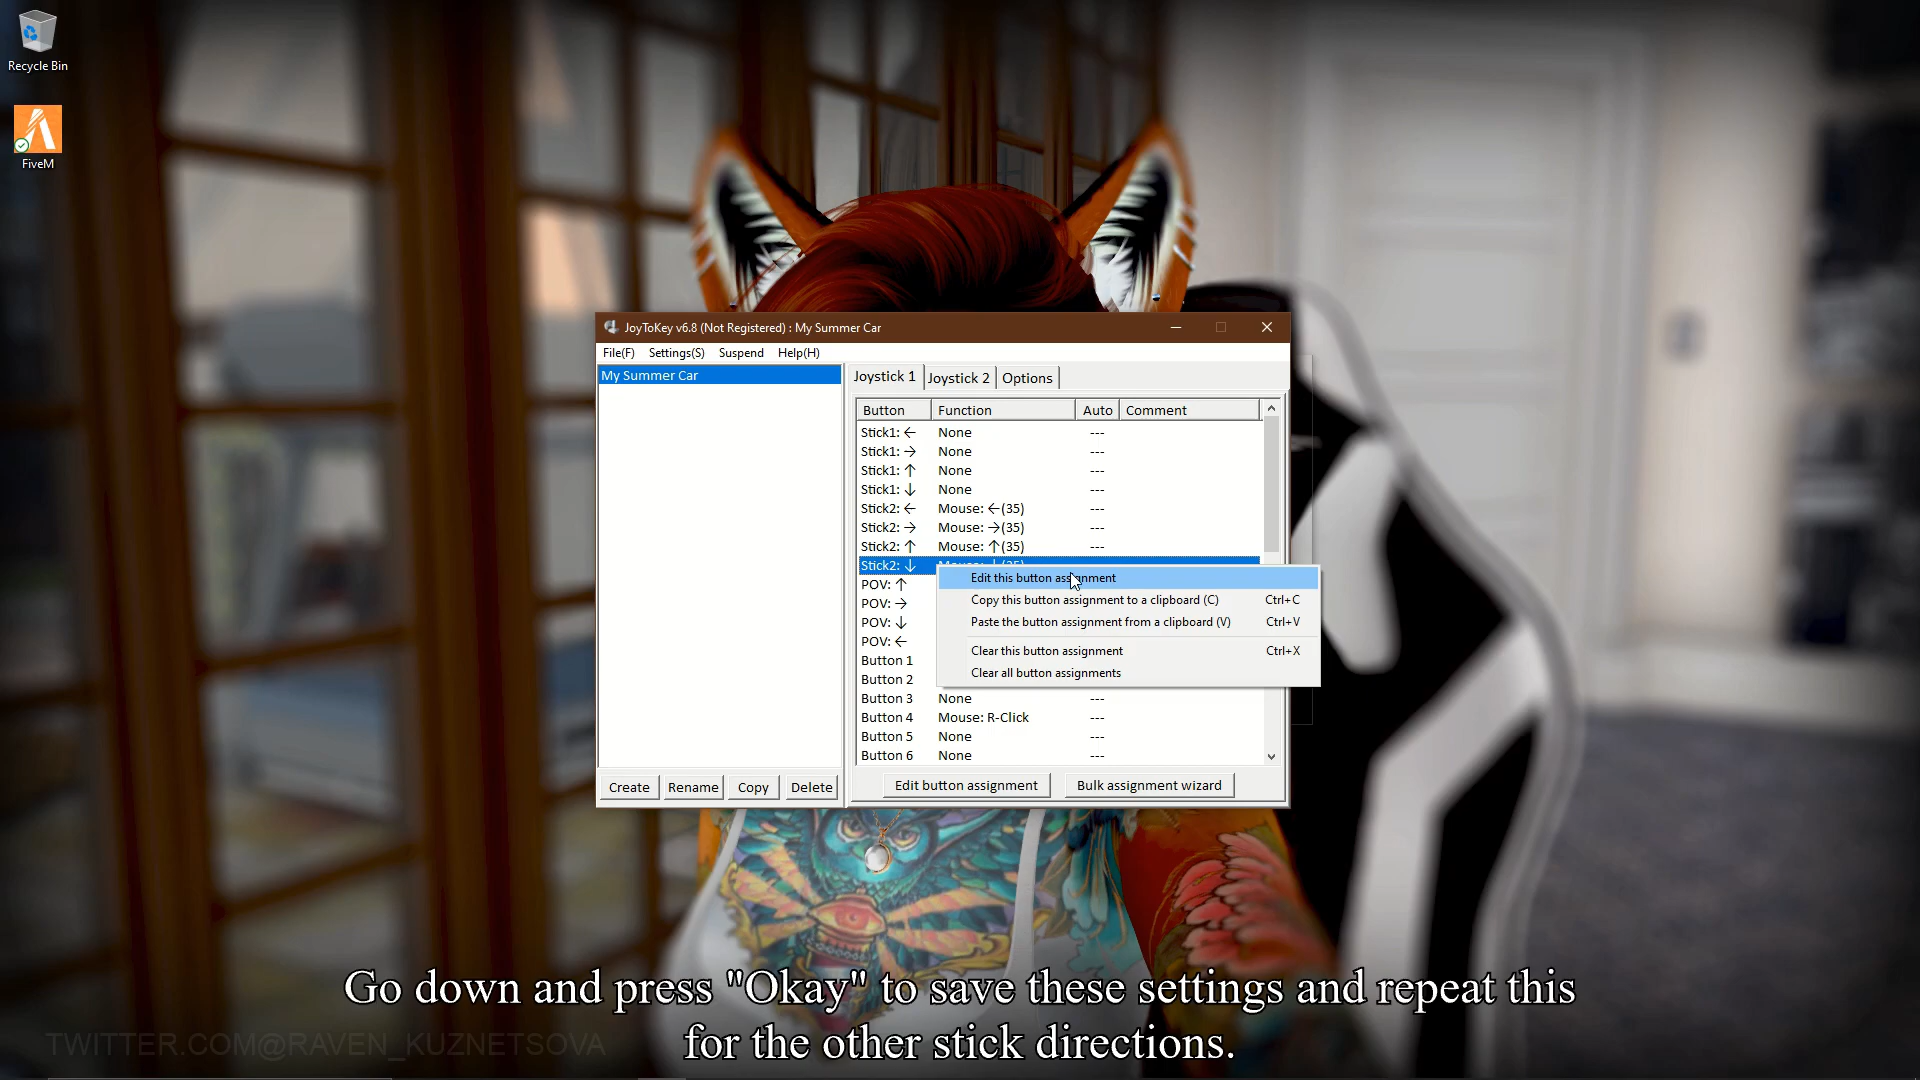 Recycle Bin
FiveM
JoyToKey v6.8 (Not Registered) : My Summer Car
File(F) Settings(S) Suspend Help(H)
My Summer Car
Joystick 1 Joystick 2 Options
Button Function Auto Comment
Stick1: ← None ---
Stick1: → None ---
Stick1: ↑ None ---
Stick1: ↓ None ---
Stick2: ← Mouse: ←(35) ---
Stick2: → Mouse: →(35) ---
Stick2: ↑ Mouse: ↑(35) ---
Stick2: ↓
Edit this button assignment
POV: ↑
Copy this button assignment to a clipboard (C) Ctrl+C
POV: →
Paste the button assignment from a clipboard (V) Ctrl+V
POV: ↓
POV: ←
Clear this button assignment Ctrl+X
Button 1
Clear all button assignments
Button 2
Button 3 None ---
Button 4 Mouse: R-Click ---
Button 5 None ---
Button 6 None ---
Create Rename Copy Delete
Edit button assignment Bulk assignment wizard
Go down and press "Okay" to save these settings and repeat this
for the other stick directions.
TWITTER.COM@RAVEN_KUZNETSOVA